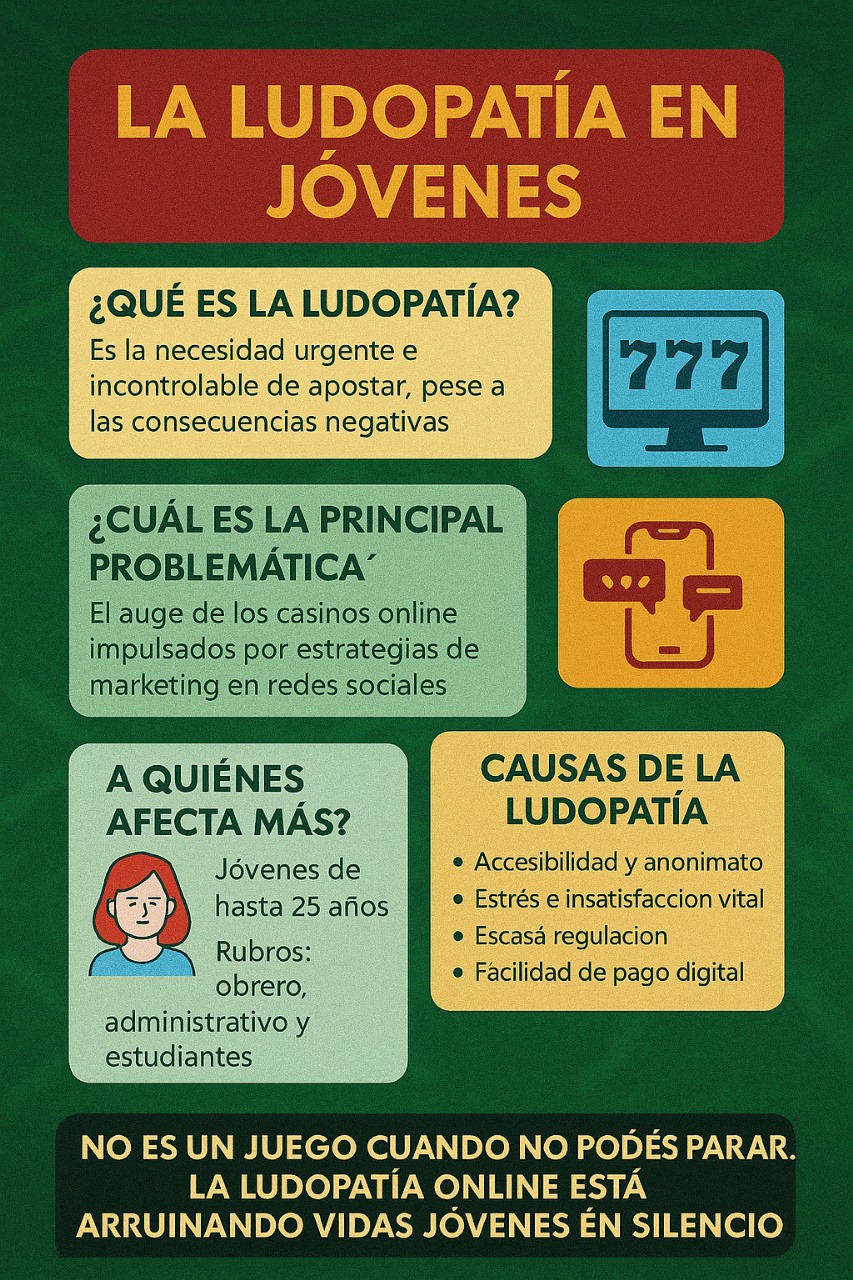 LA LUDOPATÍA EN
JÓVENES
¿QUÉ ES LA LUDOPATÍA?
Es la necesidad urgente e
incontrolable de apostar, pese a
las consecuencias negativas
777
¿CUÁL ES LA PRINCIPAL
PROBLEMÁTICA´
El auge de los casinos online
impulsados por estrategias de
marketing en redes sociales
A QUIÉNES
AFECTA MÁS?
Jóvenes de
hasta 25 años
Rubros:
obrero,
administrativo y
estudiantes
CAUSAS DE LA
LUDOPATÍA
• Accesibilidad y anonimato
• Estrés e insatisfaccion vital
• Escasá regulacion
• Fácilidad de pago digital
NO ES UN JUEGO CUANDO NO POD́ÉS PARAR.
LA LUDOPATÍA ONLINE ESTÁ
ARRUINANDO VIDAS JÓVENES ÉN SILENCIO